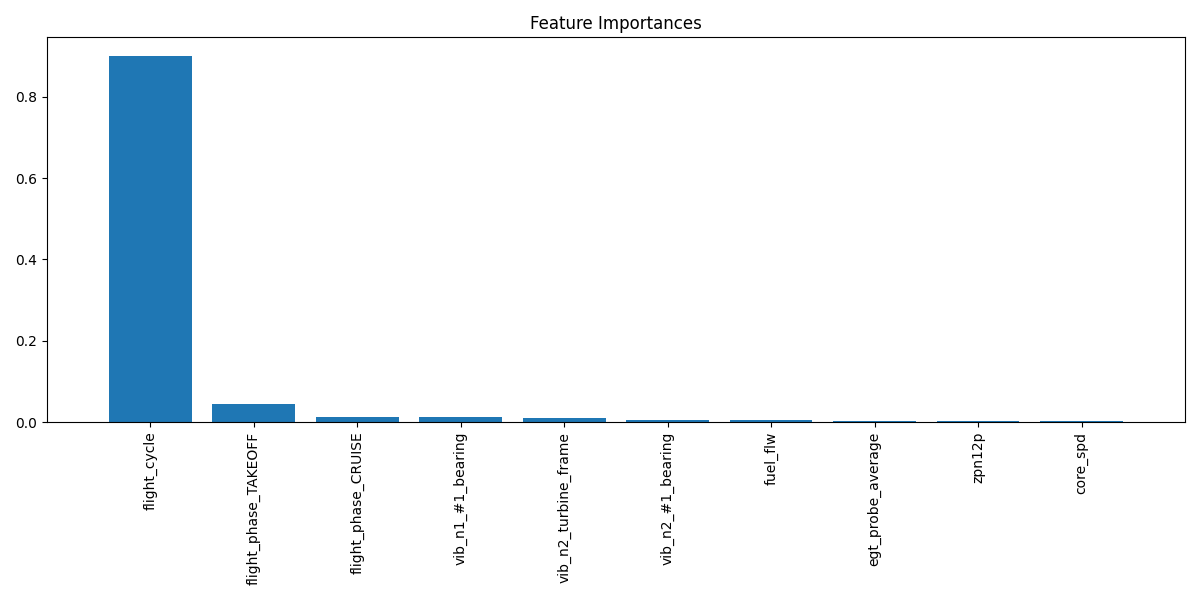 Feature Importances
0.8
0.6
0.4
0.2
0.0
flight_cycle
flight_phase_TAKEOFF
flight_phase_CRUISE
vib_n1_#1_bearing
vib_n2_turbine_frame
vib_n2_#1_bearing
fuel_flw
egt_probe_average
zpn12p
core_spd